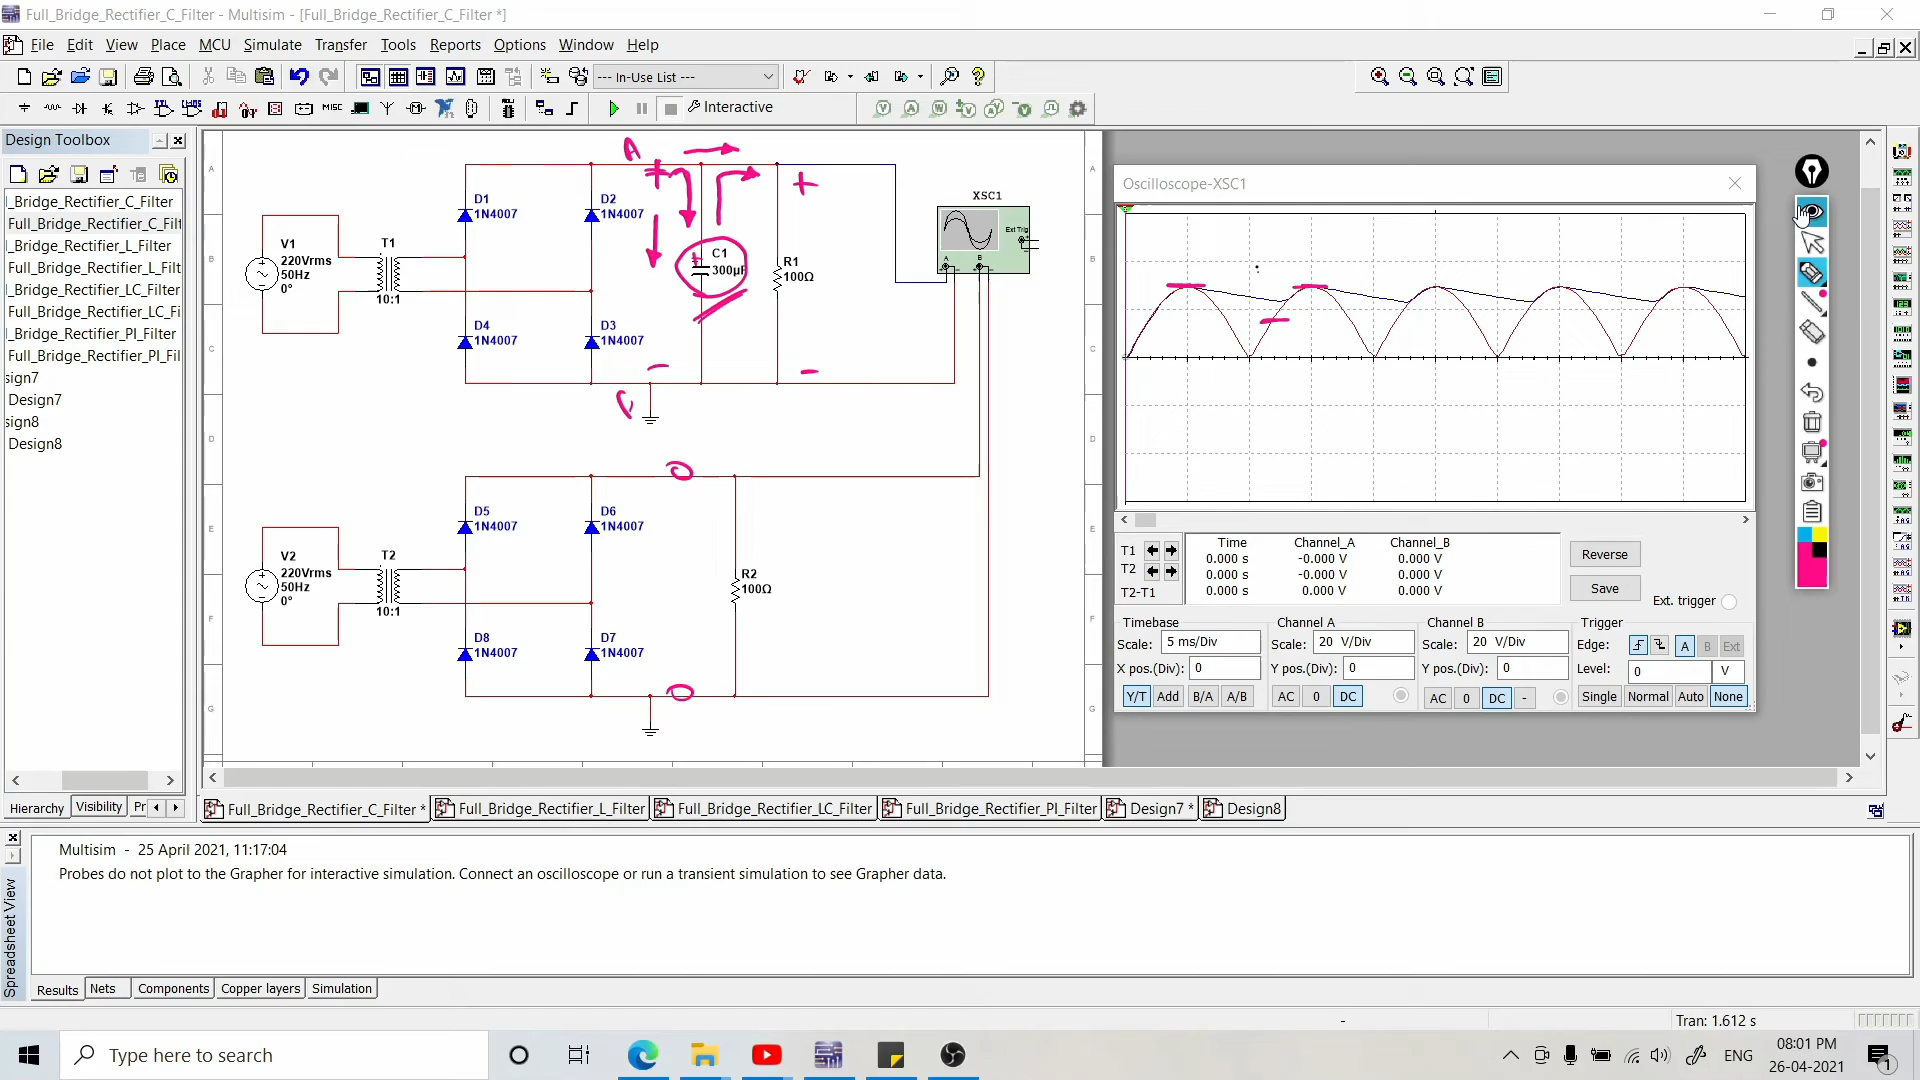 Full_Bridge_Rectifier_C_Filter - Multisim - [Full_Bridge_Rectifier_C_Filter *]
File Edit View Place MCU Simulate Transfer Tools Reports Options Window Help
--- In-Use List ---
MISC
Interactive
Design Toolbox
l_Bridge_Rectifier_C_Filter
Full_Bridge_Rectifier_C_Filt
l_Bridge_Rectifier_L_Filter
Full_Bridge_Rectifier_L_Filt
l_Bridge_Rectifier_LC_Filter
Full_Bridge_Rectifier_LC_Fi
l_Bridge_Rectifier_PI_Filter
Full_Bridge_Rectifier_PI_Fil
sign7
Design7
sign8
Design8
Hierarchy Visibility Pr
A
+
+
-
-
V1
220Vrms
50Hz
0°
T1
10:1
D1
1N4007
D2
1N4007
D4
1N4007
D3
1N4007
C1
300µF
R1
100Ω
XSC1
Ext Trig
A B
V2
220Vrms
50Hz
0°
T2
10:1
D5
1N4007
D6
1N4007
D8
1N4007
D7
1N4007
R2
100Ω
A
B
C
D
E
F
G
A
B
C
D
E
F
G
Oscilloscope-XSC1
Time Channel_A Channel_B
T1 0.000 s -0.000 V 0.000 V
T2 0.000 s -0.000 V 0.000 V
T2-T1 0.000 s 0.000 V 0.000 V
Reverse
Save
Ext. trigger
Timebase Channel A Channel B Trigger
Scale: 5 ms/Div Scale: 20 V/Div Scale: 20 V/Div Edge: A B Ext
X pos.(Div): 0 Y pos.(Div): 0 Y pos.(Div): 0 Level: 0 V
Y/T Add B/A A/B AC 0 DC AC 0 DC - Single Normal Auto None
Full_Bridge_Rectifier_C_Filter * Full_Bridge_Rectifier_L_Filter Full_Bridge_Rectifier_LC_Filter Full_Bridge_Rectifier_PI_Filter Design7 * Design8
Spreadsheet View
Multisim - 25 April 2021, 11:17:04
Probes do not plot to the Grapher for interactive simulation. Connect an oscilloscope or run a transient simulation to see Grapher data.
Results Nets Components Copper layers Simulation
- Tran: 1.612 s
Type here to search
ENG
08:01 PM
26-04-2021
1